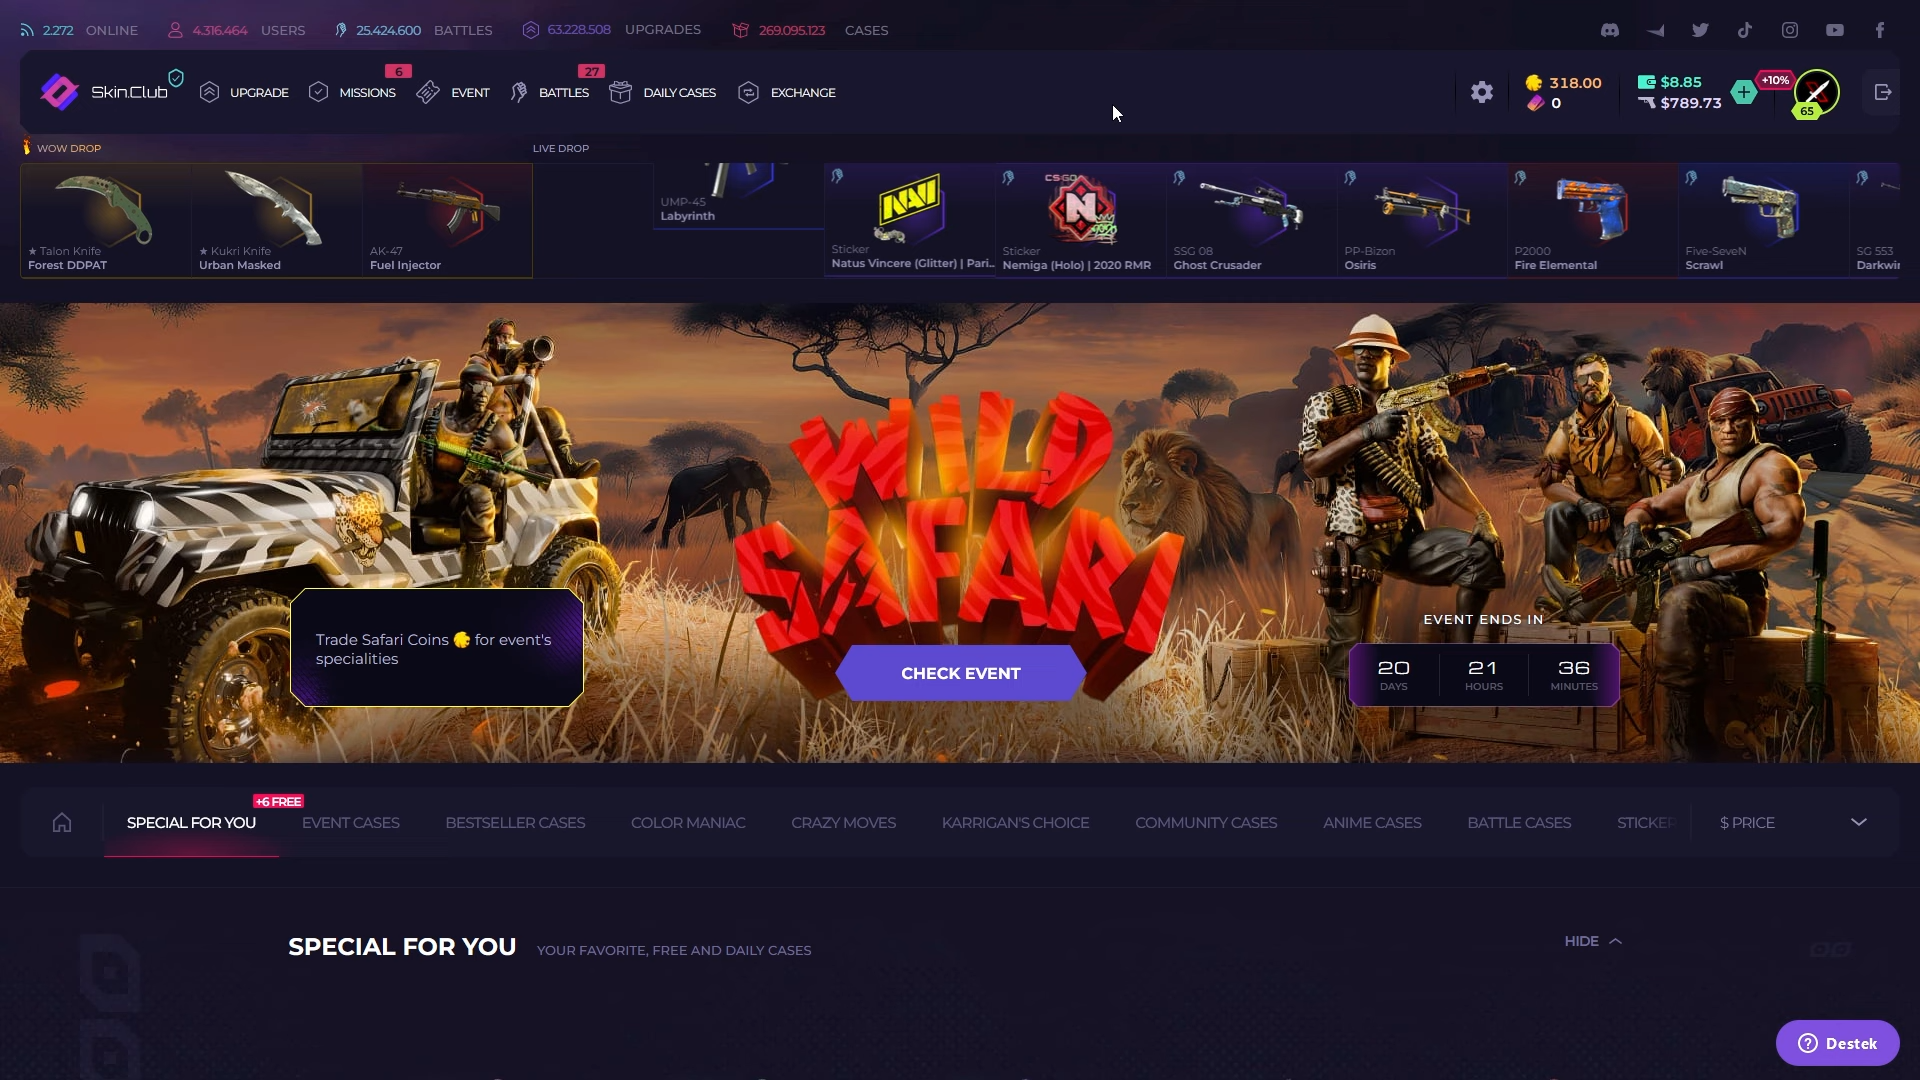 2.272 ONLINE 4.316.464 USERS 25.424.600 BATTLES 63.228.508 UPGRADES 269.095.123 CASES
Skin.Club UPGRADE MISSIONS 6 EVENT BATTLES 27 DAILY CASES EXCHANGE
318.00
0
$8.85
$789.73
+10%
65
WOW DROP
LIVE DROP
★ Talon Knife
Forest DDPAT
★ Kukri Knife
Urban Masked
AK-47
Fuel Injector
UMP-45
Labyrinth
NAVI
Sticker
Natus Vincere (Glitter) | Pari...
CS:GO
N
Sticker
Nemiga (Holo) | 2020 RMR
SSG 08
Ghost Crusader
PP-Bizon
Osiris
P2000
Fire Elemental
Five-SeveN
Scrawl
SG 553
WILD
SAFARI
Trade Safari Coins for event's
specialities
CHECK EVENT
EVENT ENDS IN
20 21 36
DAYS HOURS MINUTES
+6 FREE
SPECIAL FOR YOU EVENT CASES BESTSELLER CASES COLOR MANIAC CRAZY MOVES KARRIGAN'S CHOICE COMMUNITY CASES ANIME CASES BATTLE CASES STICKER $ PRICE
SPECIAL FOR YOU YOUR FAVORITE, FREE AND DAILY CASES
HIDE
Destek